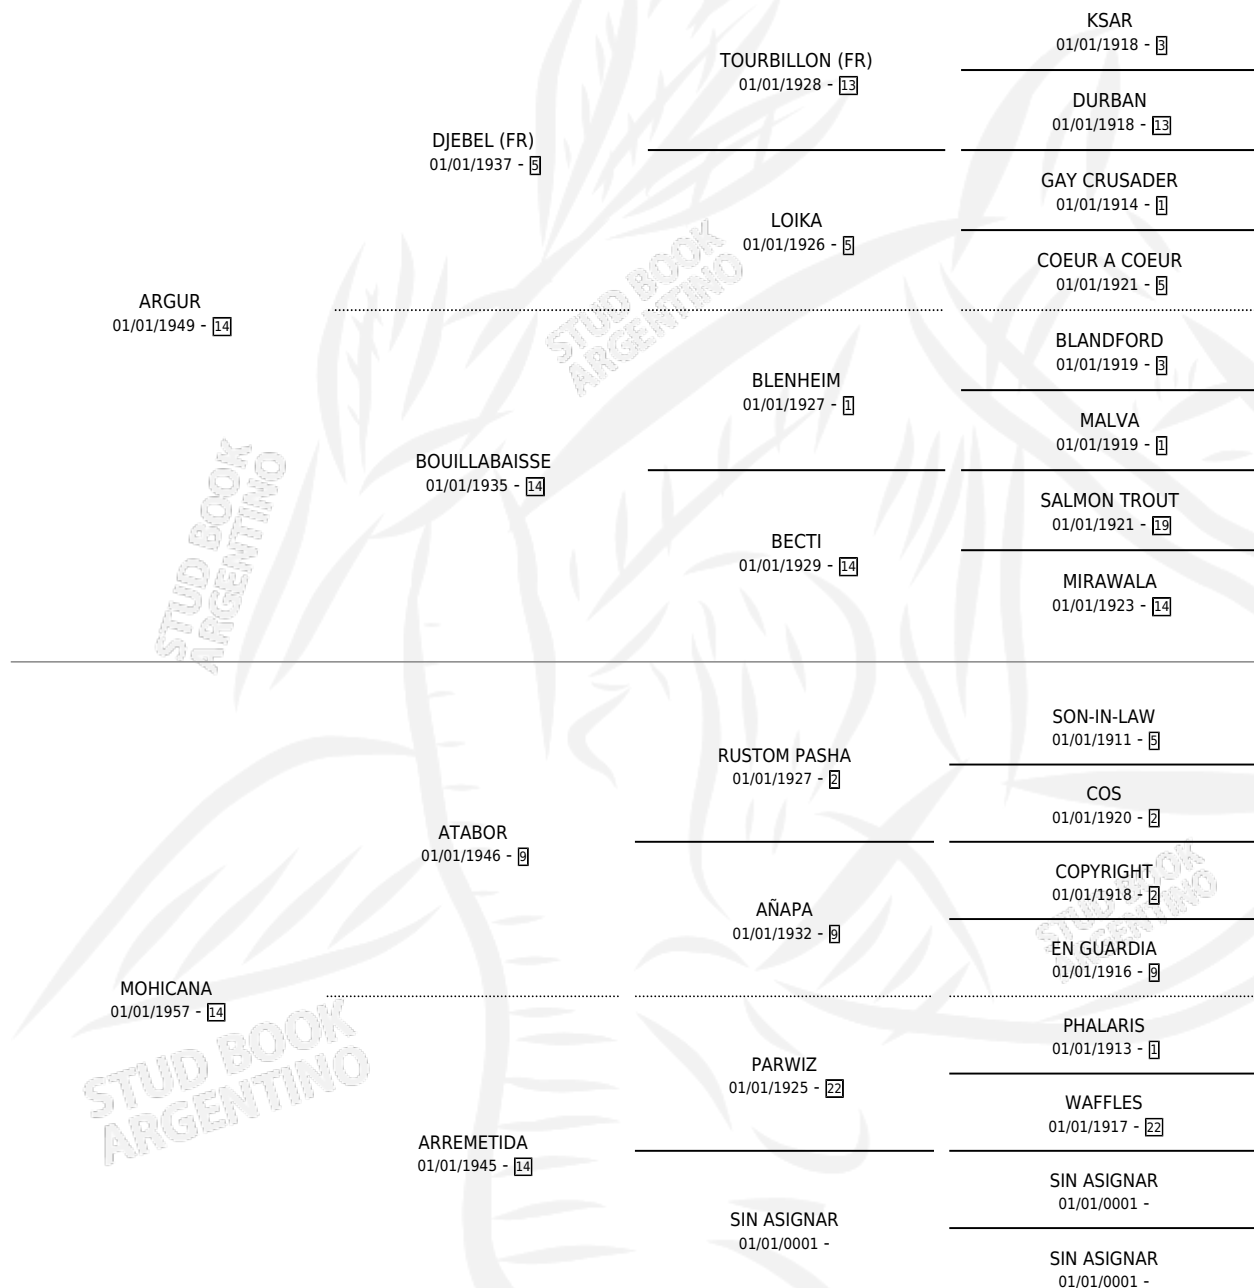 KSAR
01/01/1918 - 3
TOURBILLON (FR)
01/01/1928 - 13
DURBAN
01/01/1918 - 13
DJEBEL (FR)
01/01/1937 - 5
GAY CRUSADER
01/01/1914 - 1
LOIKA
01/01/1926 - 5
COEUR A COEUR
01/01/1921 - 5
ARGUR
01/01/1949 - 14
BLANDFORD
01/01/1919 - 3
BLENHEIM
01/01/1927 - 1
MALVA
01/01/1919 - 1
BOUILLABAISSE
01/01/1935 - 14
SALMON TROUT
01/01/1921 - 19
BECTI
01/01/1929 - 14
MIRAWALA
01/01/1923 - 14
SON-IN-LAW
01/01/1911 - 5
RUSTOM PASHA
01/01/1927 - 2
COS
01/01/1920 - 2
ATABOR
01/01/1946 - 9
COPYRIGHT
01/01/1918 - 2
AÑAPA
01/01/1932 - 9
EN GUARDIA
01/01/1916 - 9
MOHICANA
01/01/1957 - 14
PHALARIS
01/01/1913 - 1
PARWIZ
01/01/1925 - 22
WAFFLES
01/01/1917 - 22
ARREMETIDA
01/01/1945 - 14
SIN ASIGNAR
01/01/0001 -
SIN ASIGNAR
01/01/0001 -
SIN ASIGNAR
01/01/0001 -
STUD BOOK
ARGENTINO
STUD BOOK
ARGENTINO
STUD BOOK
ARGENTINO
STUD BOOK
ARGENTINO